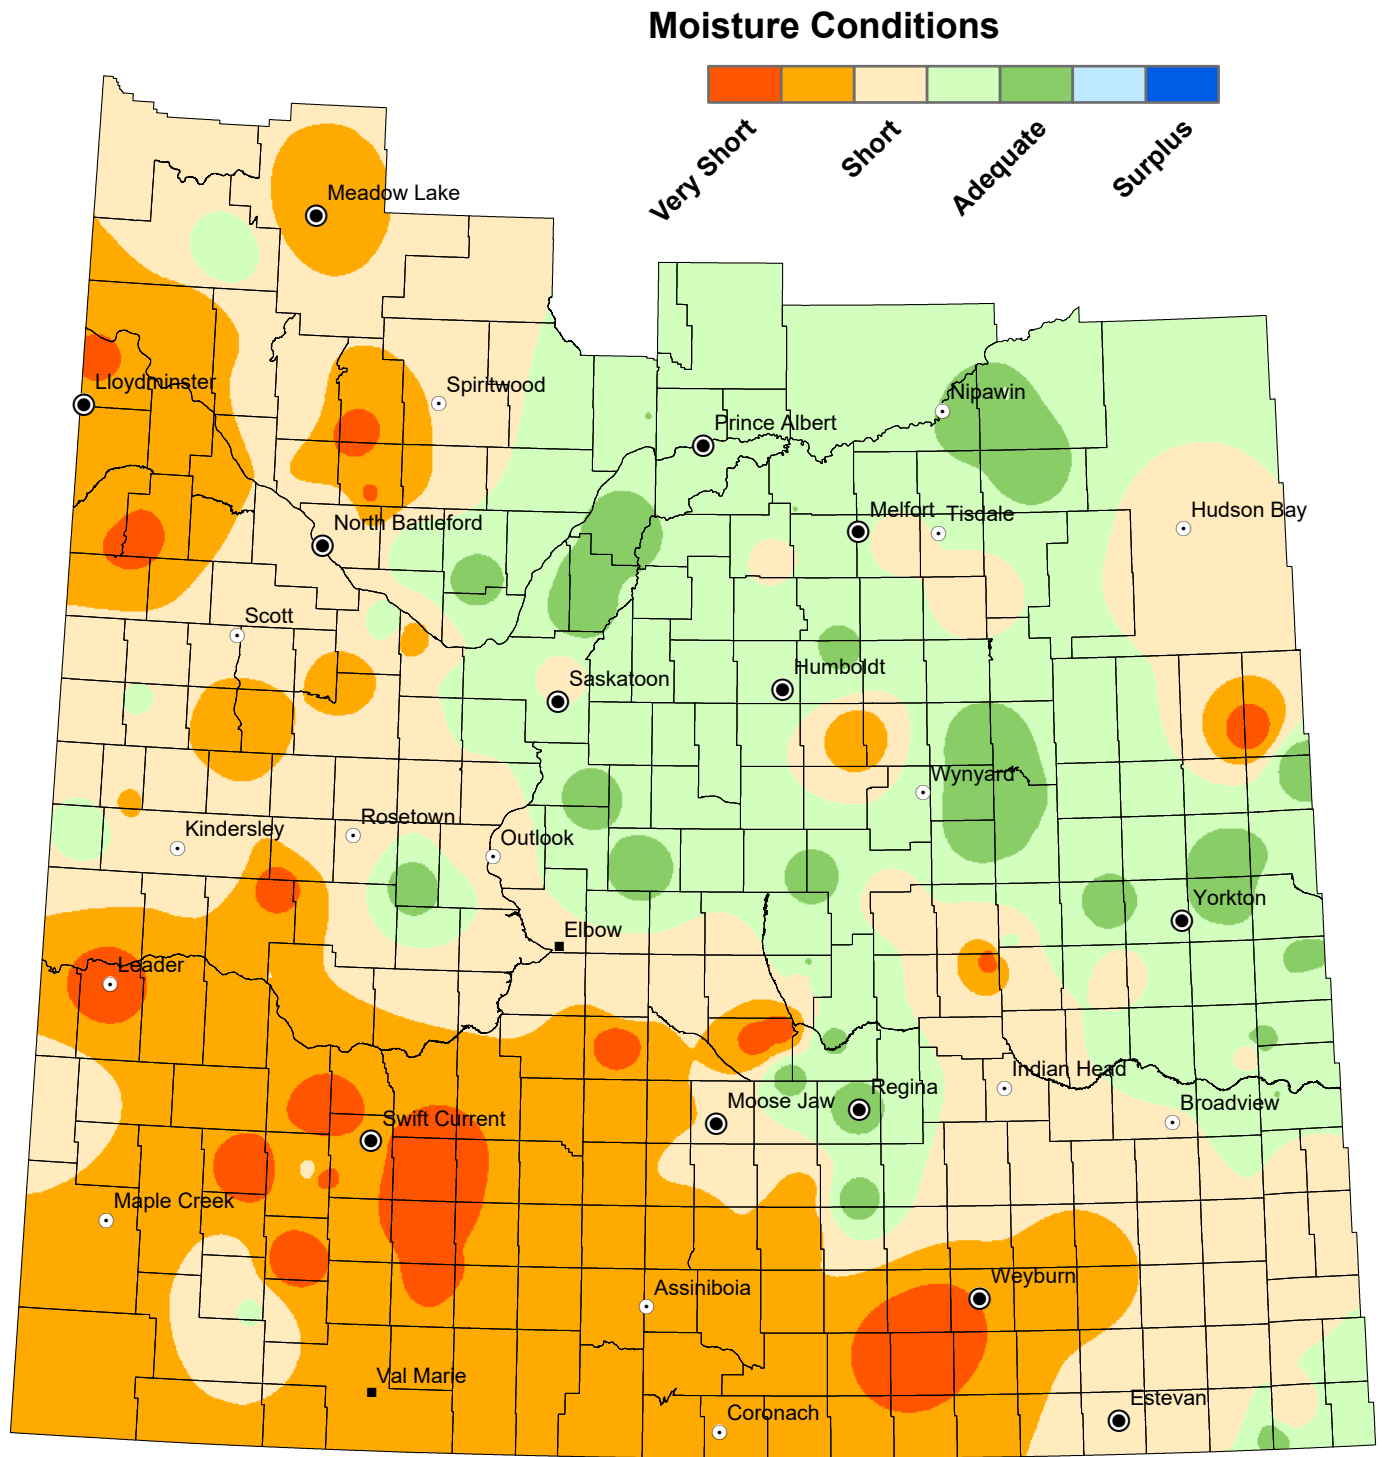 Moisture Conditions
Very Short
Short
Adequate
Surplus
Meadow Lake
Lloydminster
Spiritwood
Nipawin
Prince Albert
North Battleford
Melfort
Tisdale
Hudson Bay
Scott
Saskatoon
Humboldt
Wynyard
Kindersley
Rosetown
Outlook
Yorkton
Elbow
Leader
Indian Head
Regina
Moose Jaw
Broadview
Swift Current
Maple Creek
Weyburn
Assiniboia
Val Marie
Estevan
Coronach